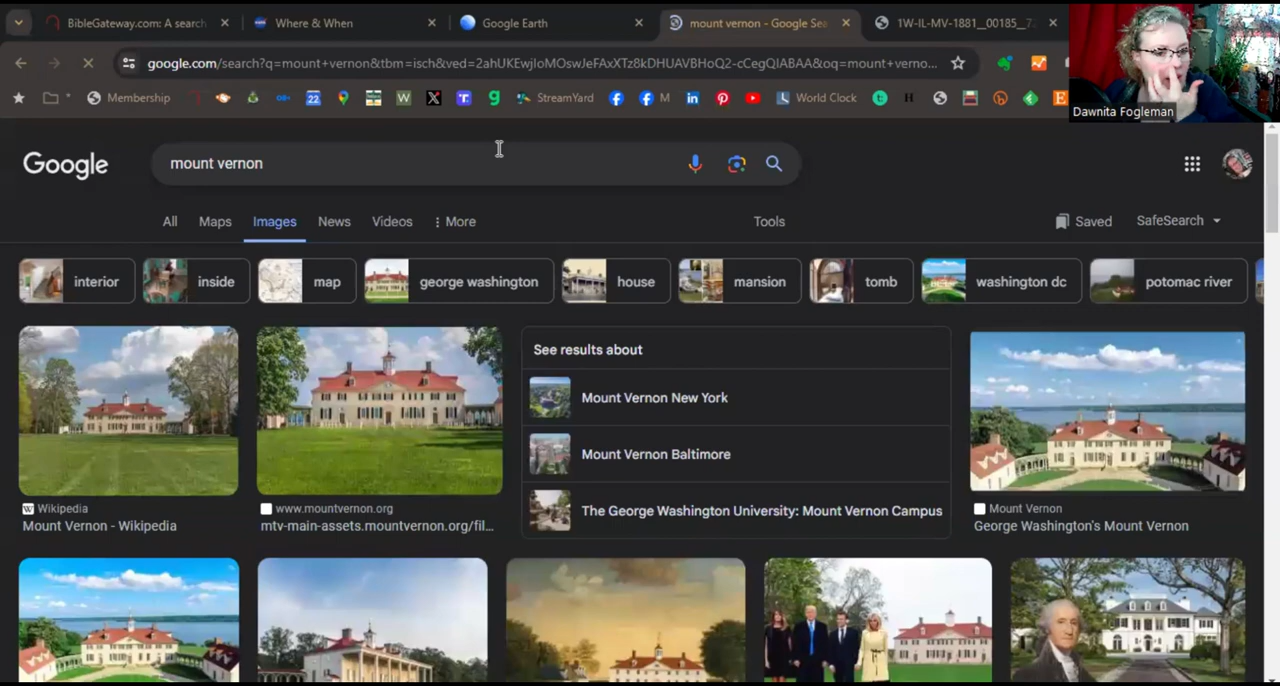 BibleGateway.com: A search
Where & When
Google Earth
mount vernon - Google Sea
1W-IL-MV-1881__00185__
google.com/search?q=mount+vernon&tbm=isch&ved=2ahUKEwjIoMOswJeFAxXTz8kDHUAVBHoQ2-cCegQIABAA&oq=mount+verno...
Membership
22
StreamYard
M
World Clock
Dawnita Fogleman
Google
mount vernon
All
Maps
Images
News
Videos
More
Tools
Saved
SafeSearch
interior
inside
map
george washington
house
mansion
tomb
washington dc
potomac river
See results about
Mount Vernon New York
Mount Vernon Baltimore
The George Washington University: Mount Vernon Campus
W Wikipedia
Mount Vernon - Wikipedia
www.mountvernon.org
mtv-main-assets.mountvernon.org/fil...
Mount Vernon
George Washington's Mount Vernon